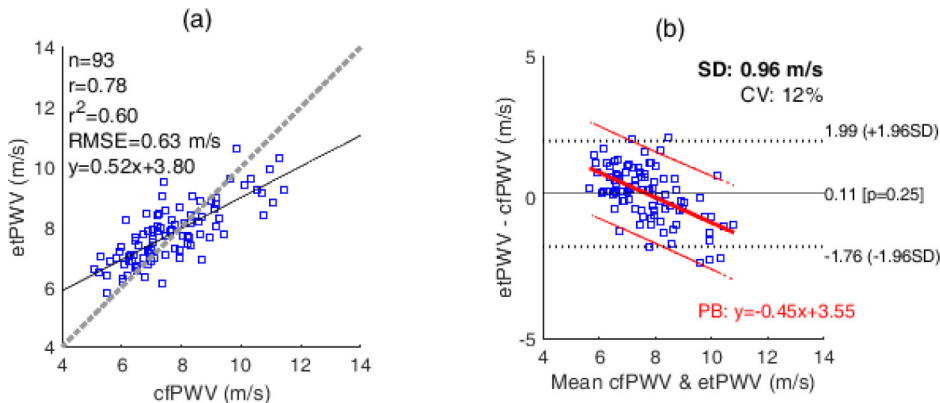 (a)
14
12
10
8
6
4
etPWV (m/s)
n=93
r=0.78
r²=0.60
RMSE=0.63 m/s
y=0.52x+3.80
4 6 8 10 12 14
cfPWV (m/s)
(b)
5
0
-5
etPWV - cfPWV (m/s)
SD: 0.96 m/s
CV: 12%
1.99 (+1.96SD)
0.11 [p=0.25]
-1.76 (-1.96SD)
PB: y=-0.45x+3.55
4 6 8 10 12 14
Mean cfPWV & etPWV (m/s)